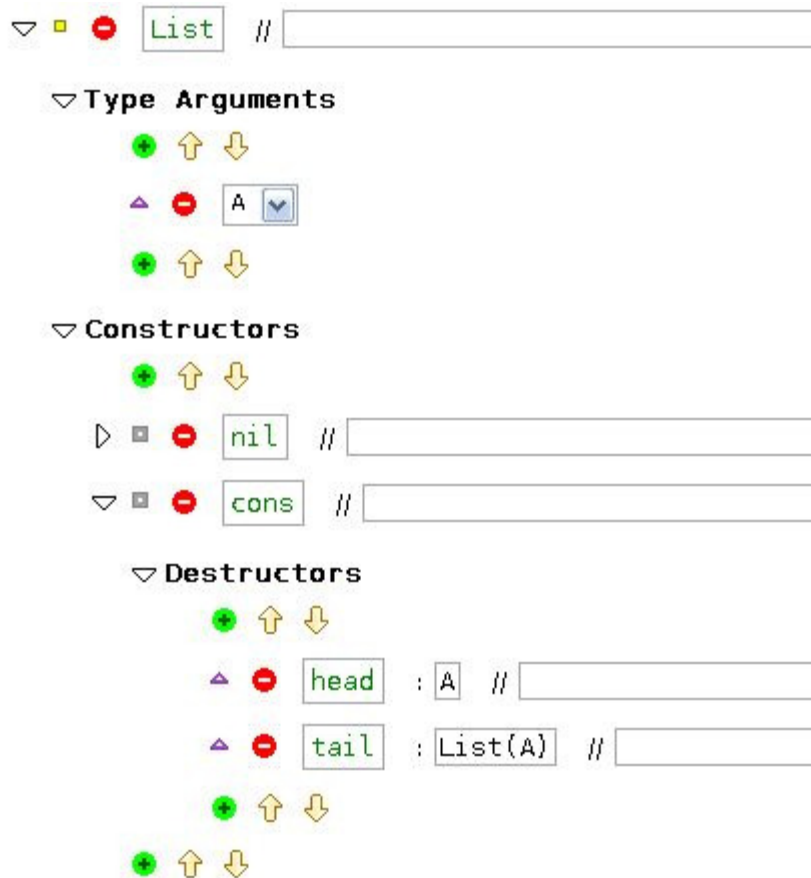 List //
Type Arguments
A
Constructors
nil //
cons //
Destructors
head : A //
tail : List(A) //